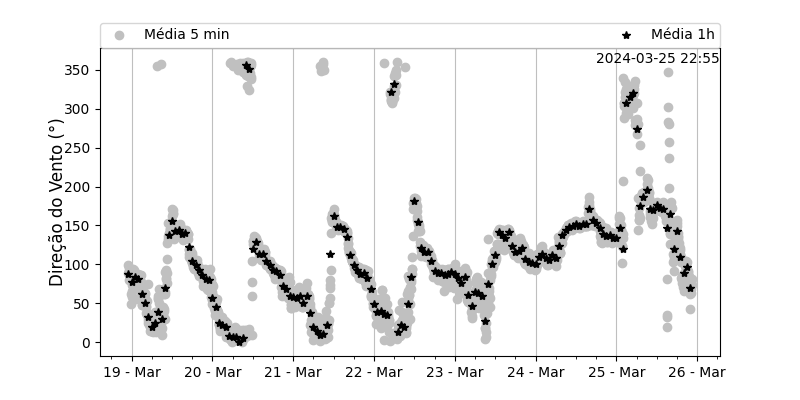 Média 5 min
Média 1h
2024-03-25 22:55
Direção do Vento (°)
350
300
250
200
150
100
50
0
19 - Mar
20 - Mar
21 - Mar
22 - Mar
23 - Mar
24 - Mar
25 - Mar
26 - Mar